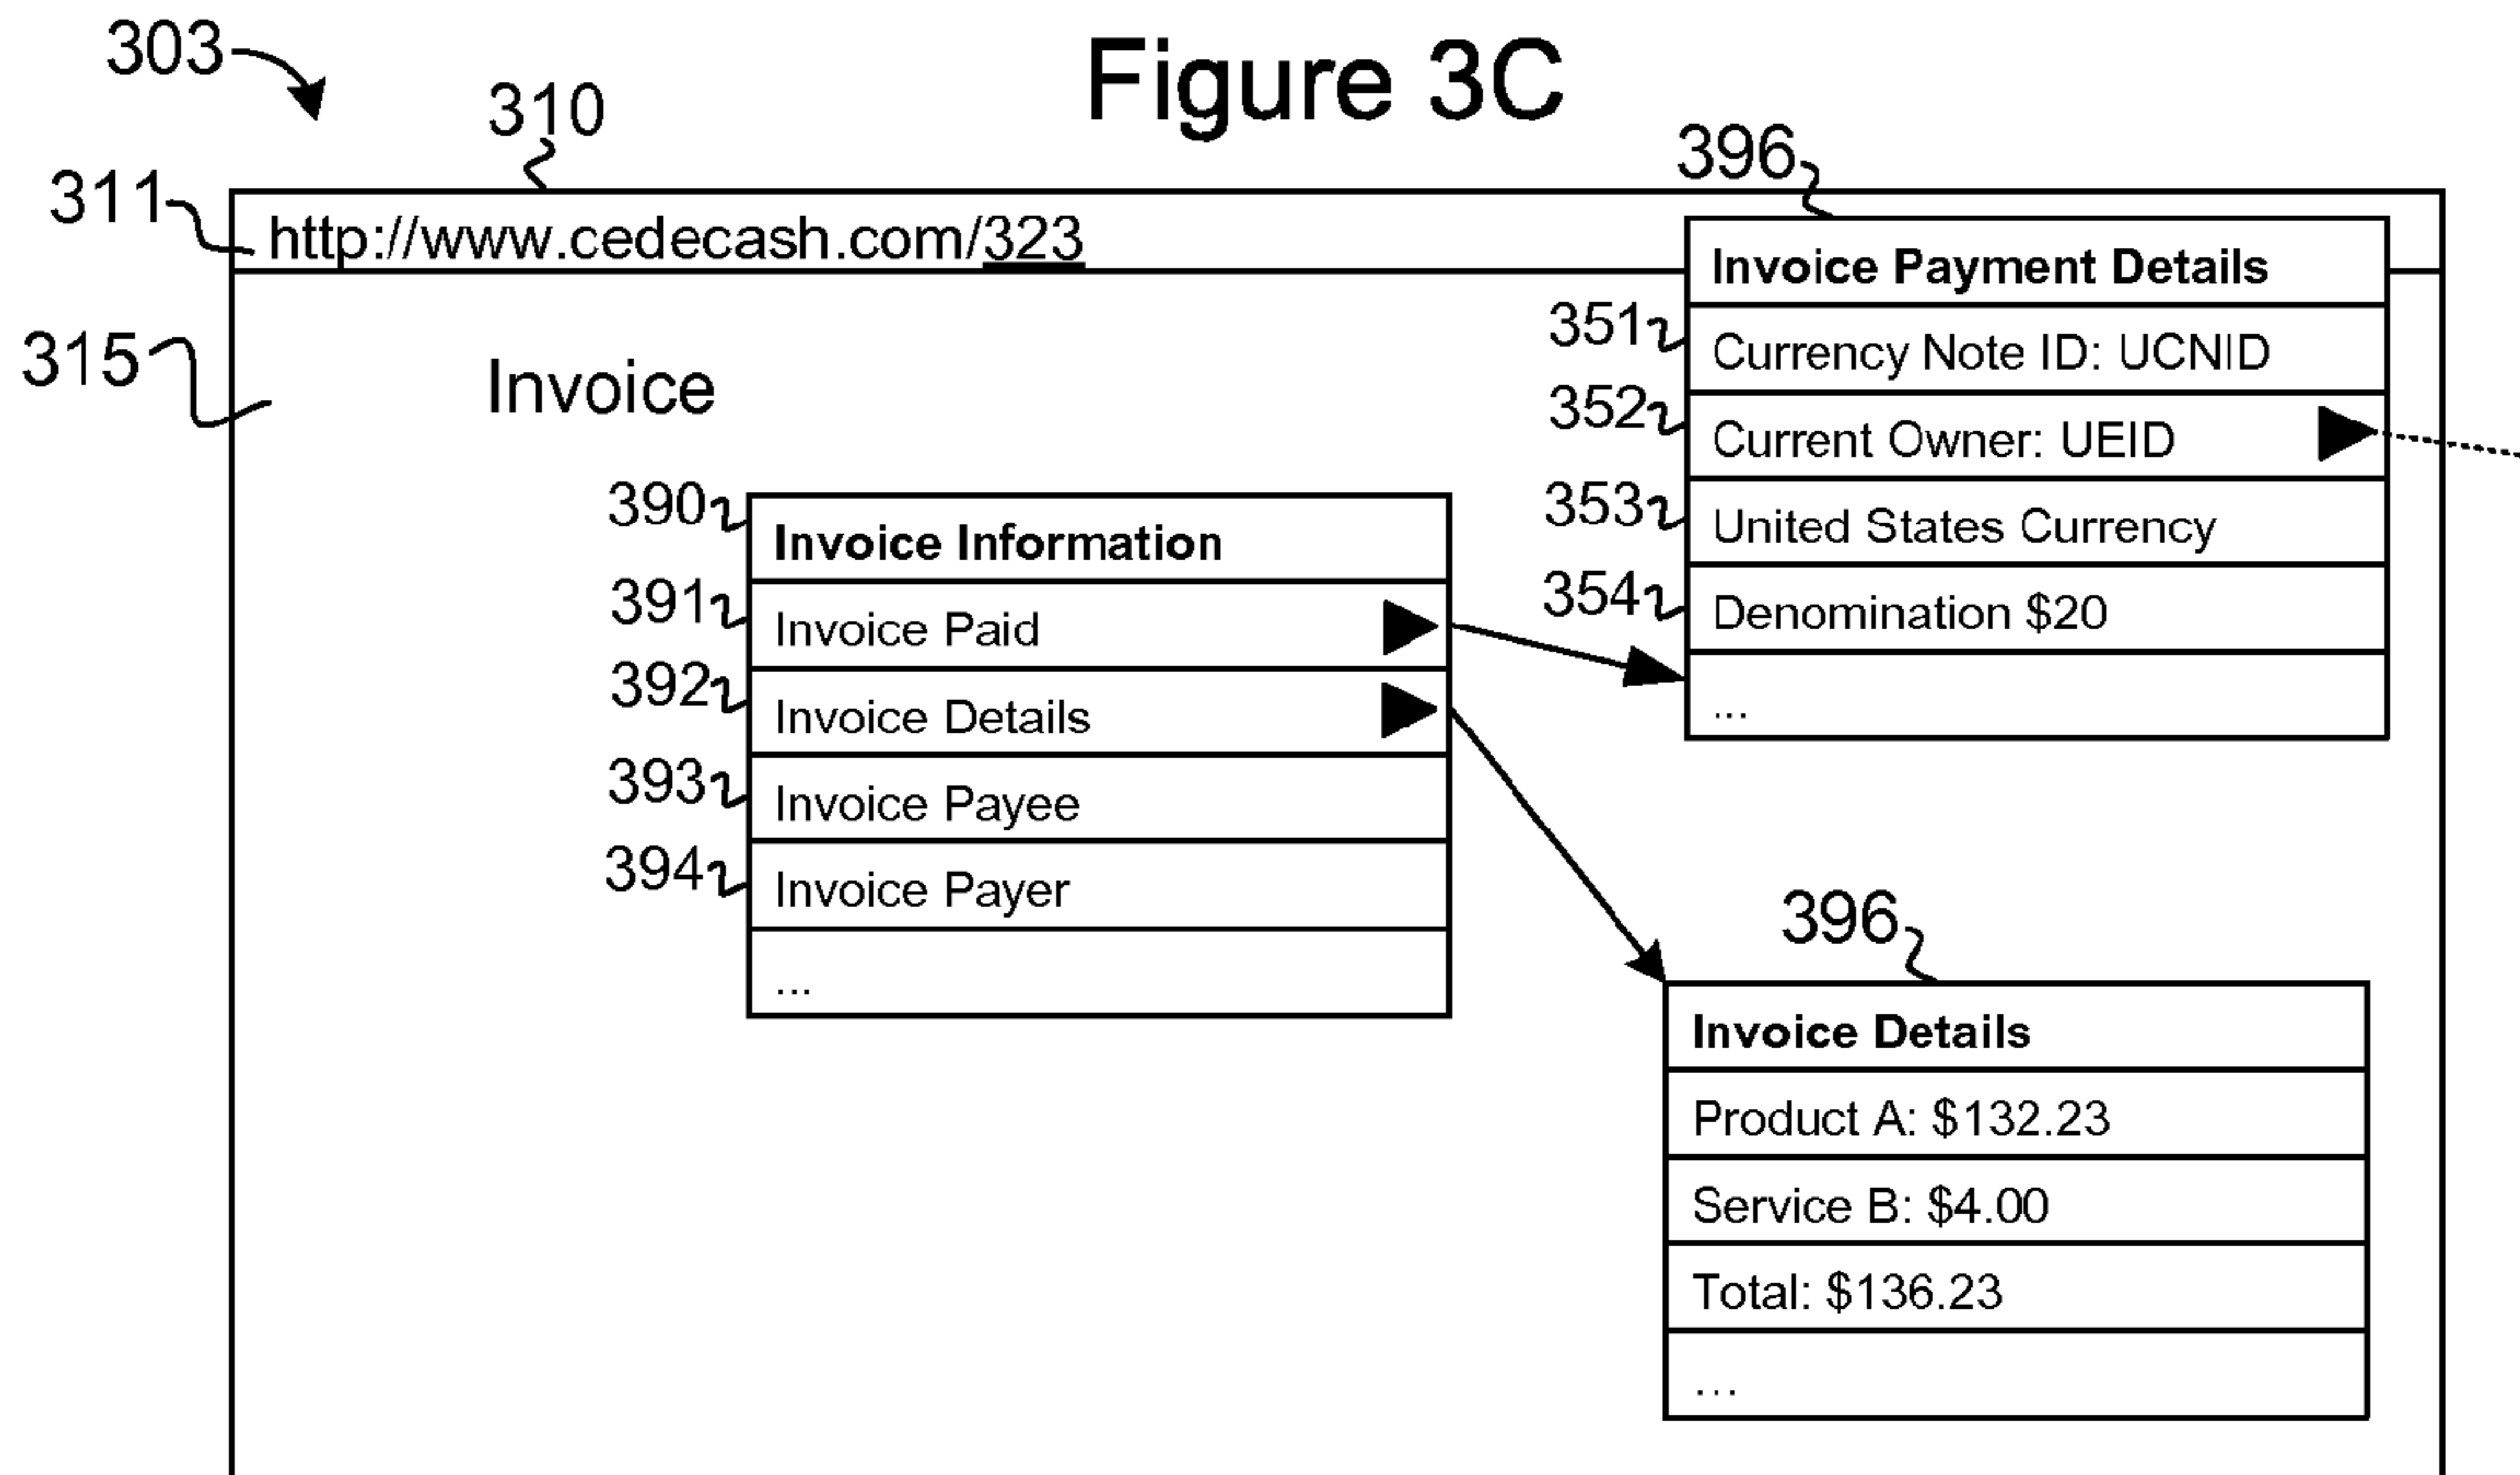 Figure 3C
303
310
311
http://www.cedecash.com/323
315
Invoice
396
Invoice Payment Details
351
Currency Note ID: UCNID
352
Current Owner: UEID
353
United States Currency
354
Denomination $20
...
390
Invoice Information
391
Invoice Paid
392
Invoice Details
393
Invoice Payee
394
Invoice Payer
...
396
Invoice Details
Product A: $132.23
Service B: $4.00
Total: $136.23
...